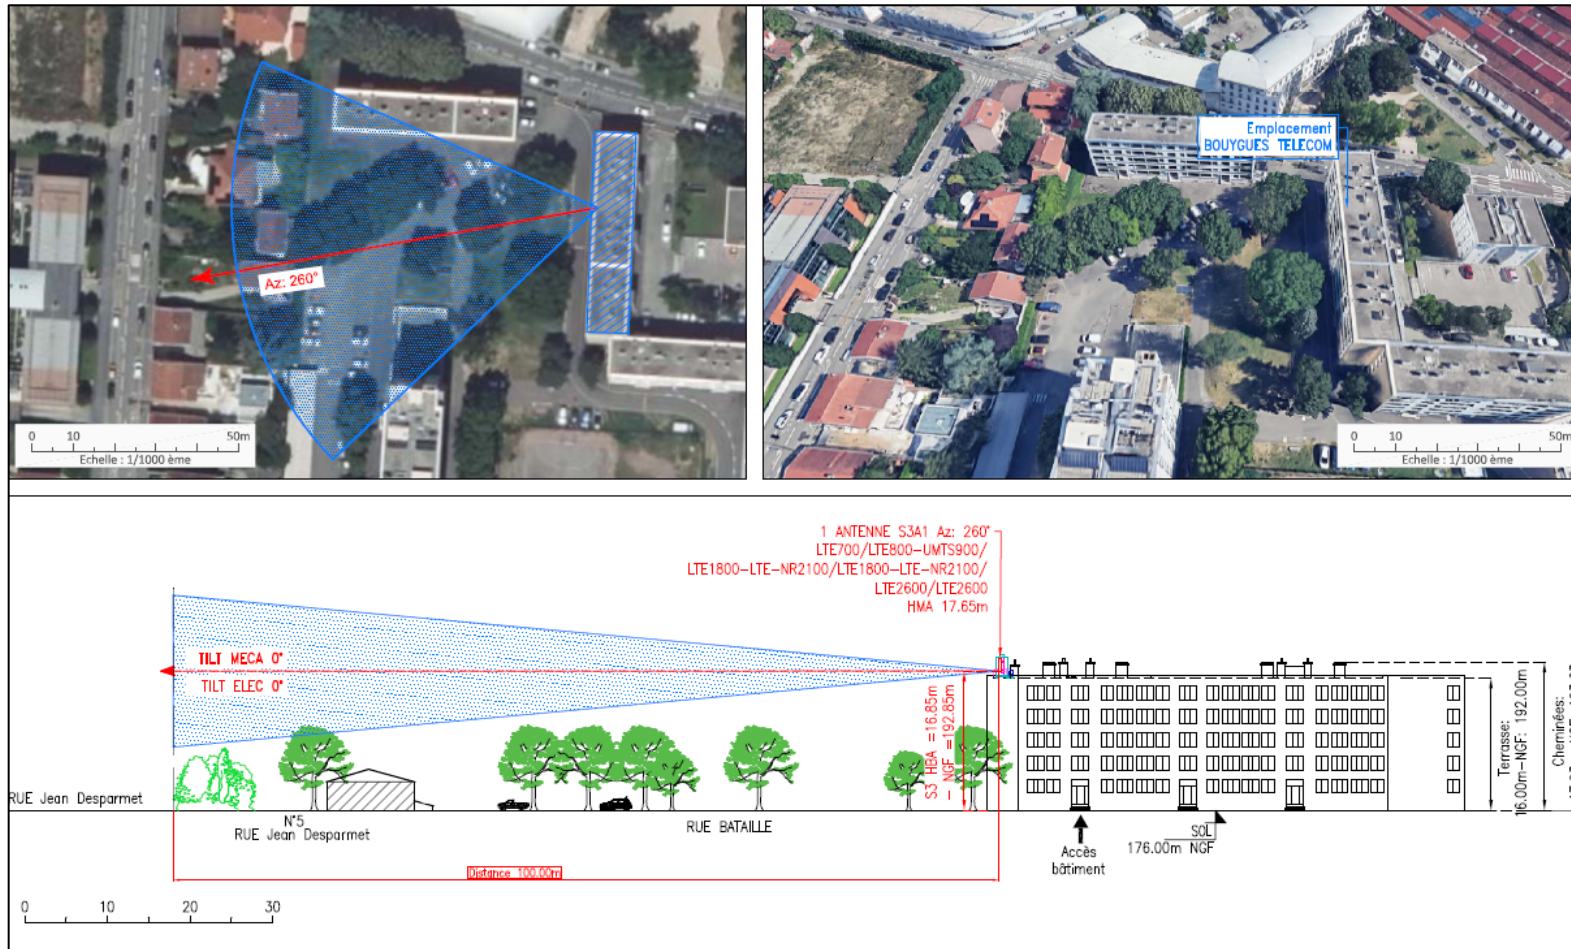 Az: 260°
0 10 50m
Echelle : 1/1000 ème
Emplacement
BOUYGUES TELECOM
0 10 50m
Echelle : 1/1000 ème
1 ANTENNE S3A1 Az: 260°
LTE700/LTE800-UMTS900/
LTE1800-LTE-NR2100/LTE1800-LTE-NR2100/
LTE2600/LTE2600
HMA 17.65m
TILT MECA 0°
TILT ELEC 0°
S3 HBA =16.85m
- NGF =192.85m
Terrasse:
16.00m-NGF: 192.00m
Cheminées:
RUE Jean Desparmet
N°5
RUE Jean Desparmet
RUE BATAILLE
Accès
bâtiment
SOL
176.00m NGF
Distance 100.00m
0 10 20 30